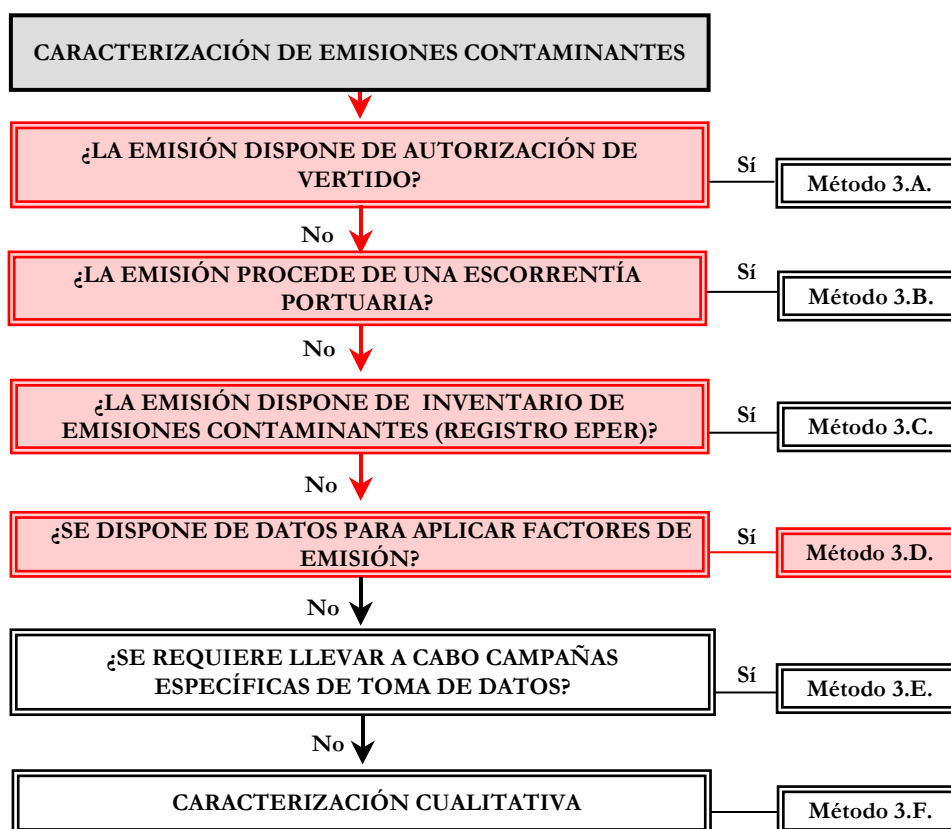 CARACTERIZACIÓN DE EMISIONES CONTAMINANTES
¿LA EMISIÓN DISPONE DE AUTORIZACIÓN DE
VERTIDO?
Sí
Método 3.A.
No
¿LA EMISIÓN PROCEDE DE UNA ESCORRENTÍA
PORTUARIA?
Sí
Método 3.B.
No
¿LA EMISIÓN DISPONE DE INVENTARIO DE
EMISIONES CONTAMINANTES (REGISTRO EPER)?
Sí
Método 3.C.
No
¿SE DISPONE DE DATOS PARA APLICAR FACTORES DE
EMISIÓN?
Sí
Método 3.D.
No
¿SE REQUIERE LLEVAR A CABO CAMPAÑAS
ESPECÍFICAS DE TOMA DE DATOS?
Sí
Método 3.E.
No
CARACTERIZACIÓN CUALITATIVA
Método 3.F.